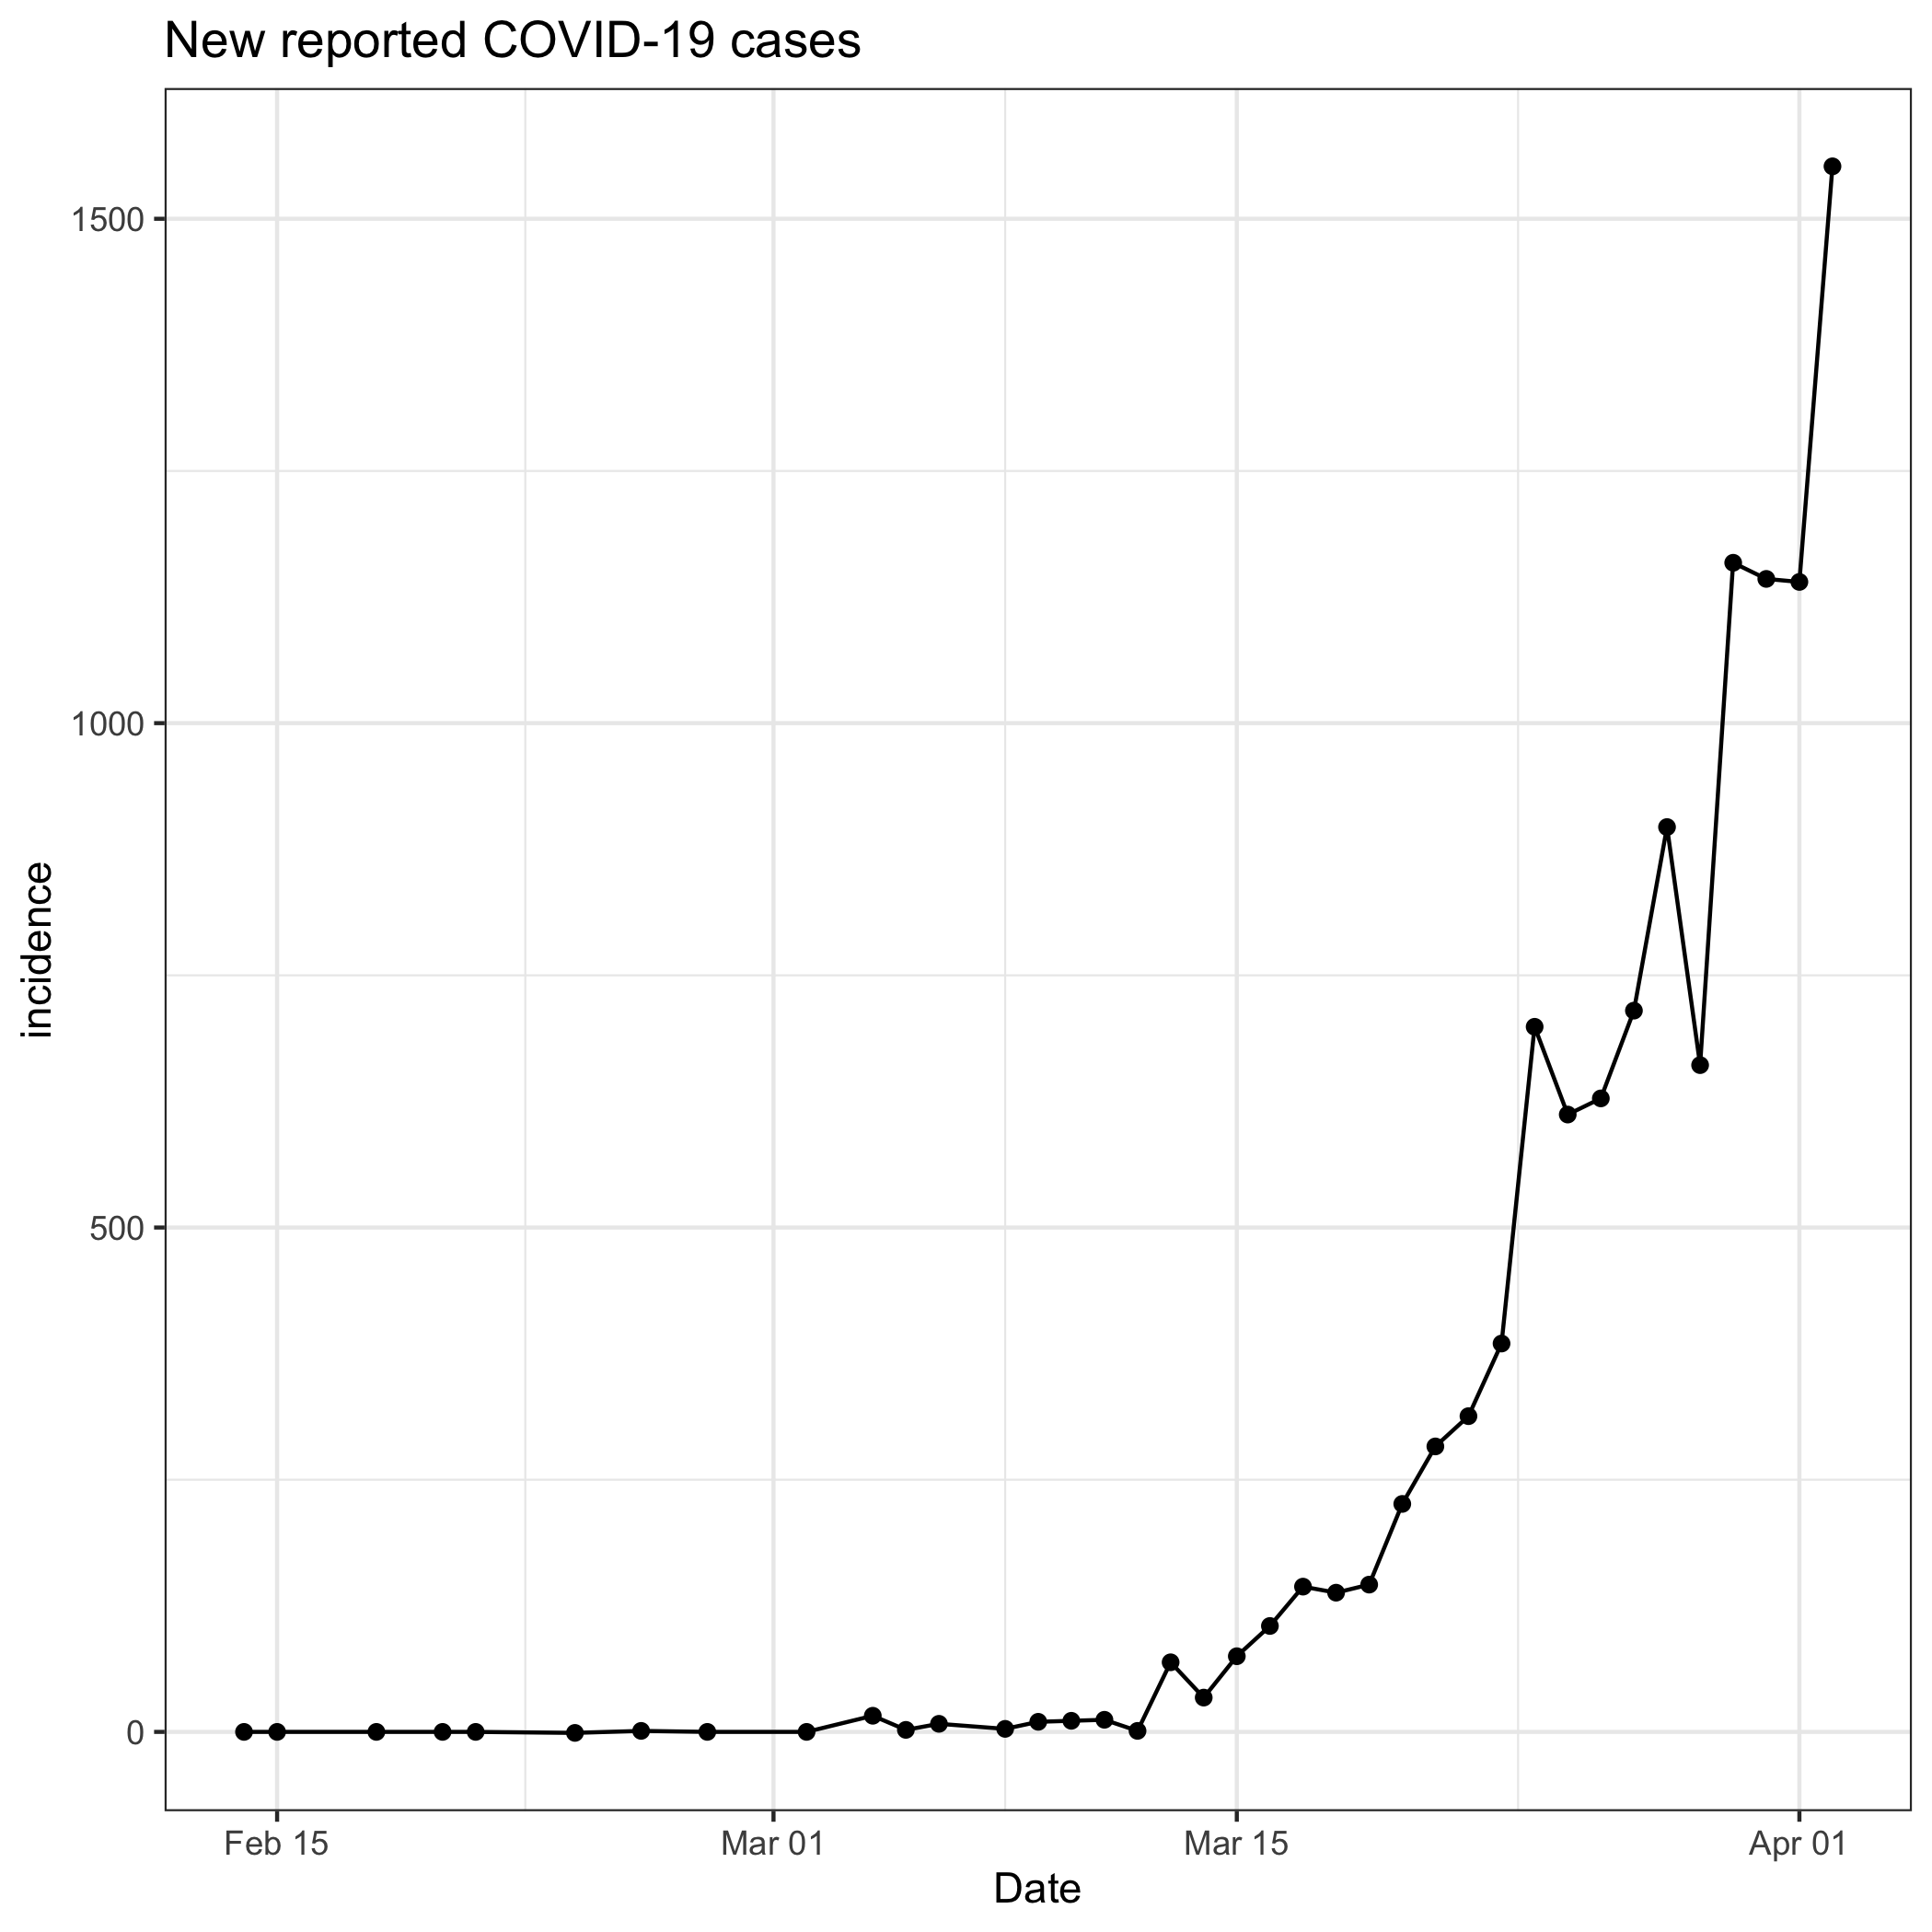 New reported COVID-19 cases
1500
1000
500
0
incidence
Feb 15
Mar 01
Mar 15
Apr 01
Date